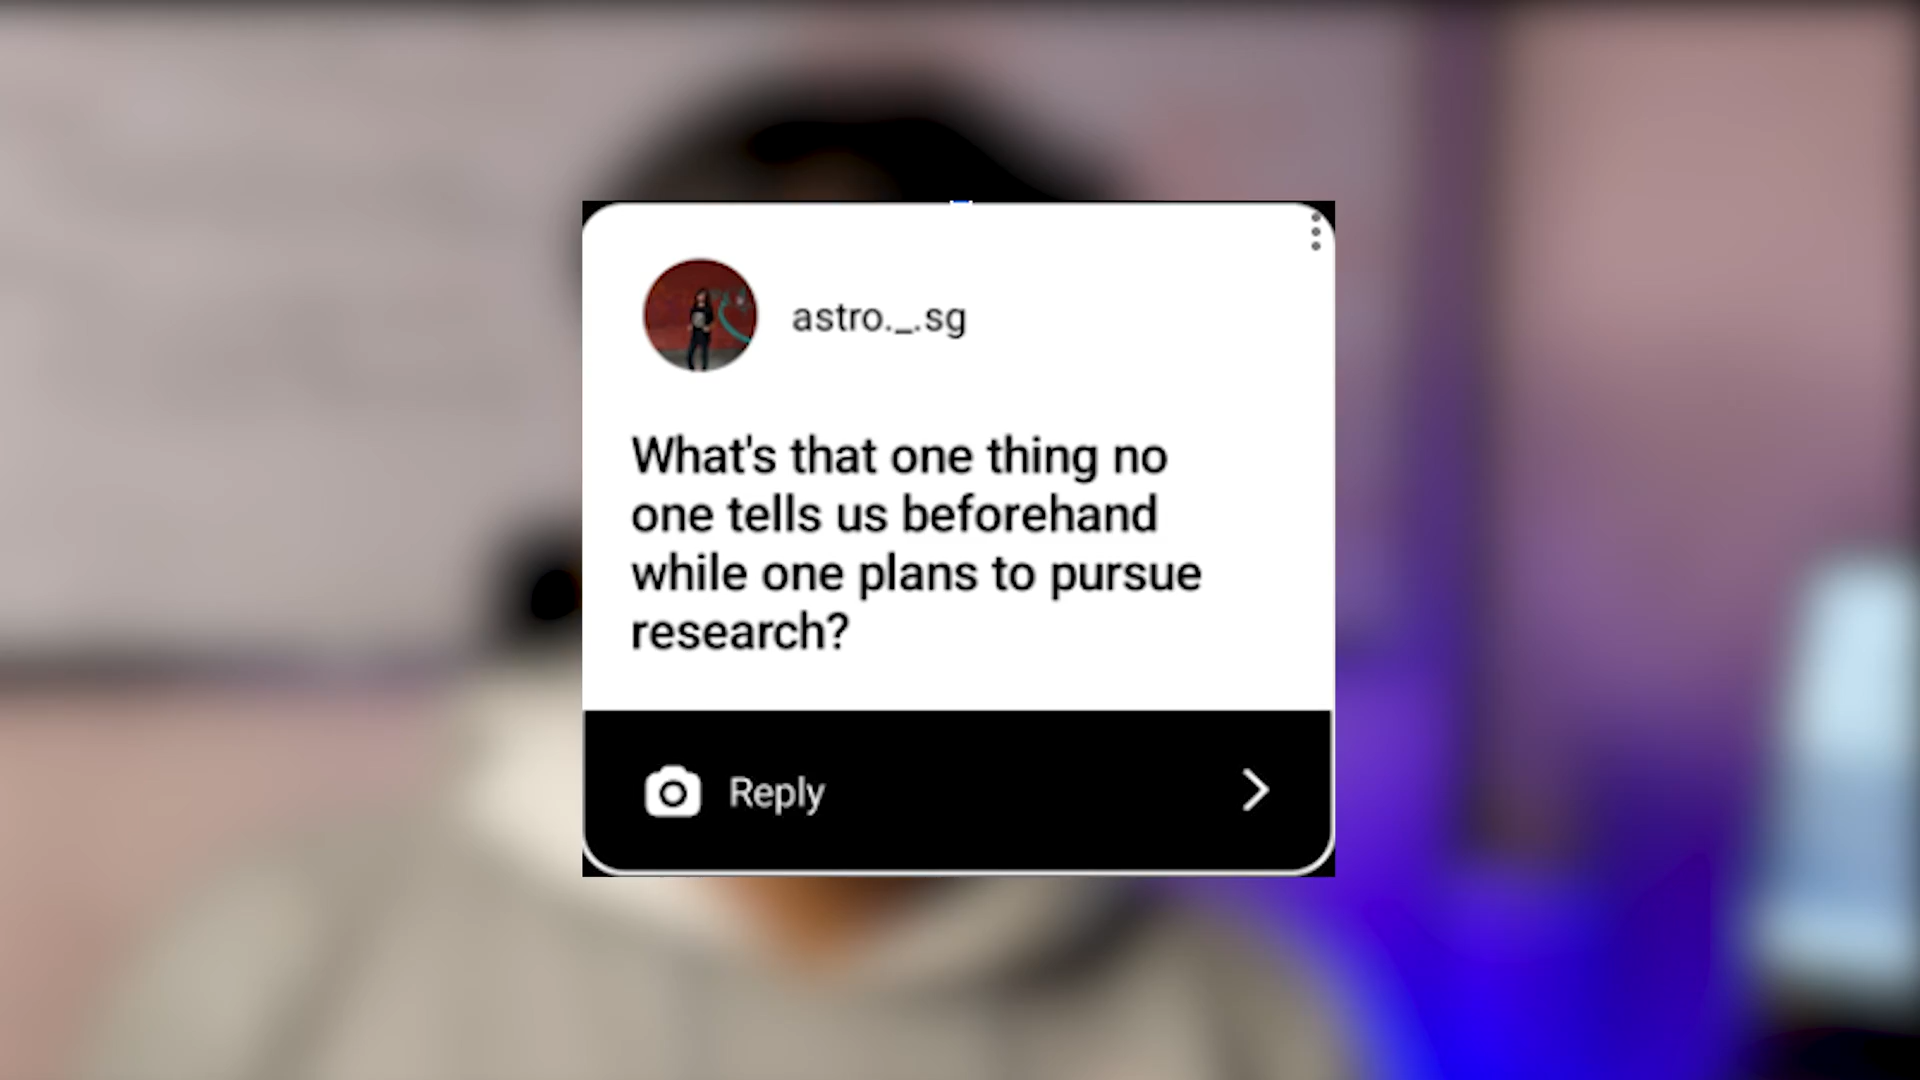 astro._.sg
What's that one thing no
one tells us beforehand
while one plans to pursue
research?
Reply